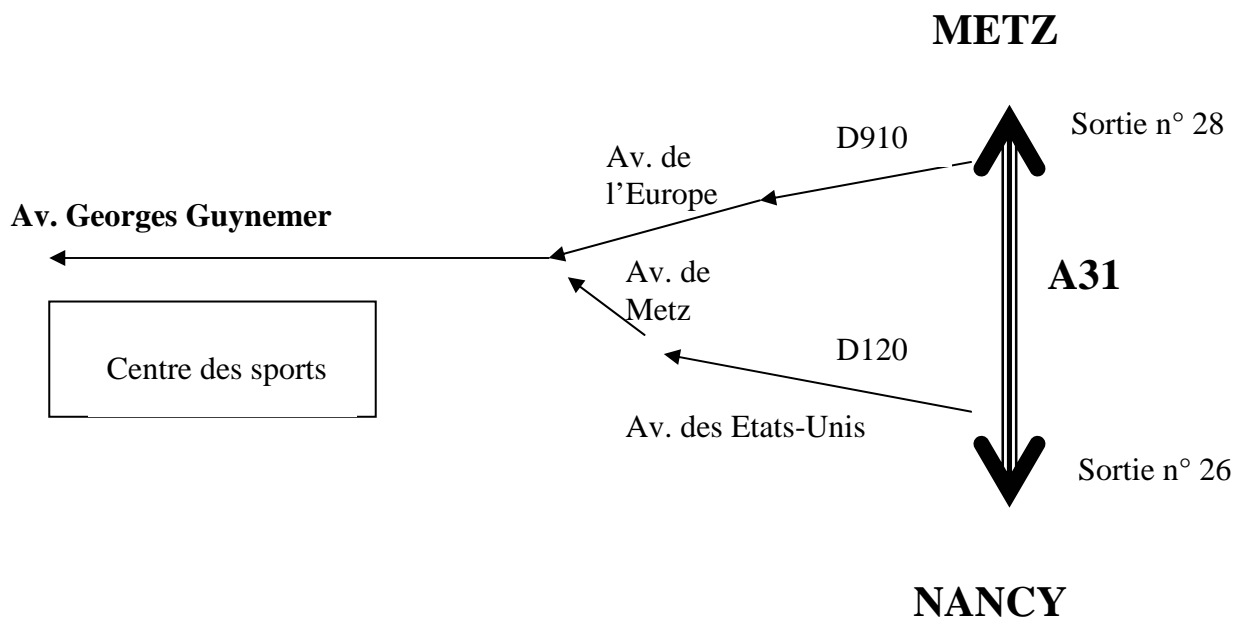 METZ
Sortie n° 28
D910
Av. de
l’Europe
Av. Georges Guynemer
Av. de
Metz
A31
D120
Centre des sports
Av. des Etats-Unis
Sortie n° 26
NANCY